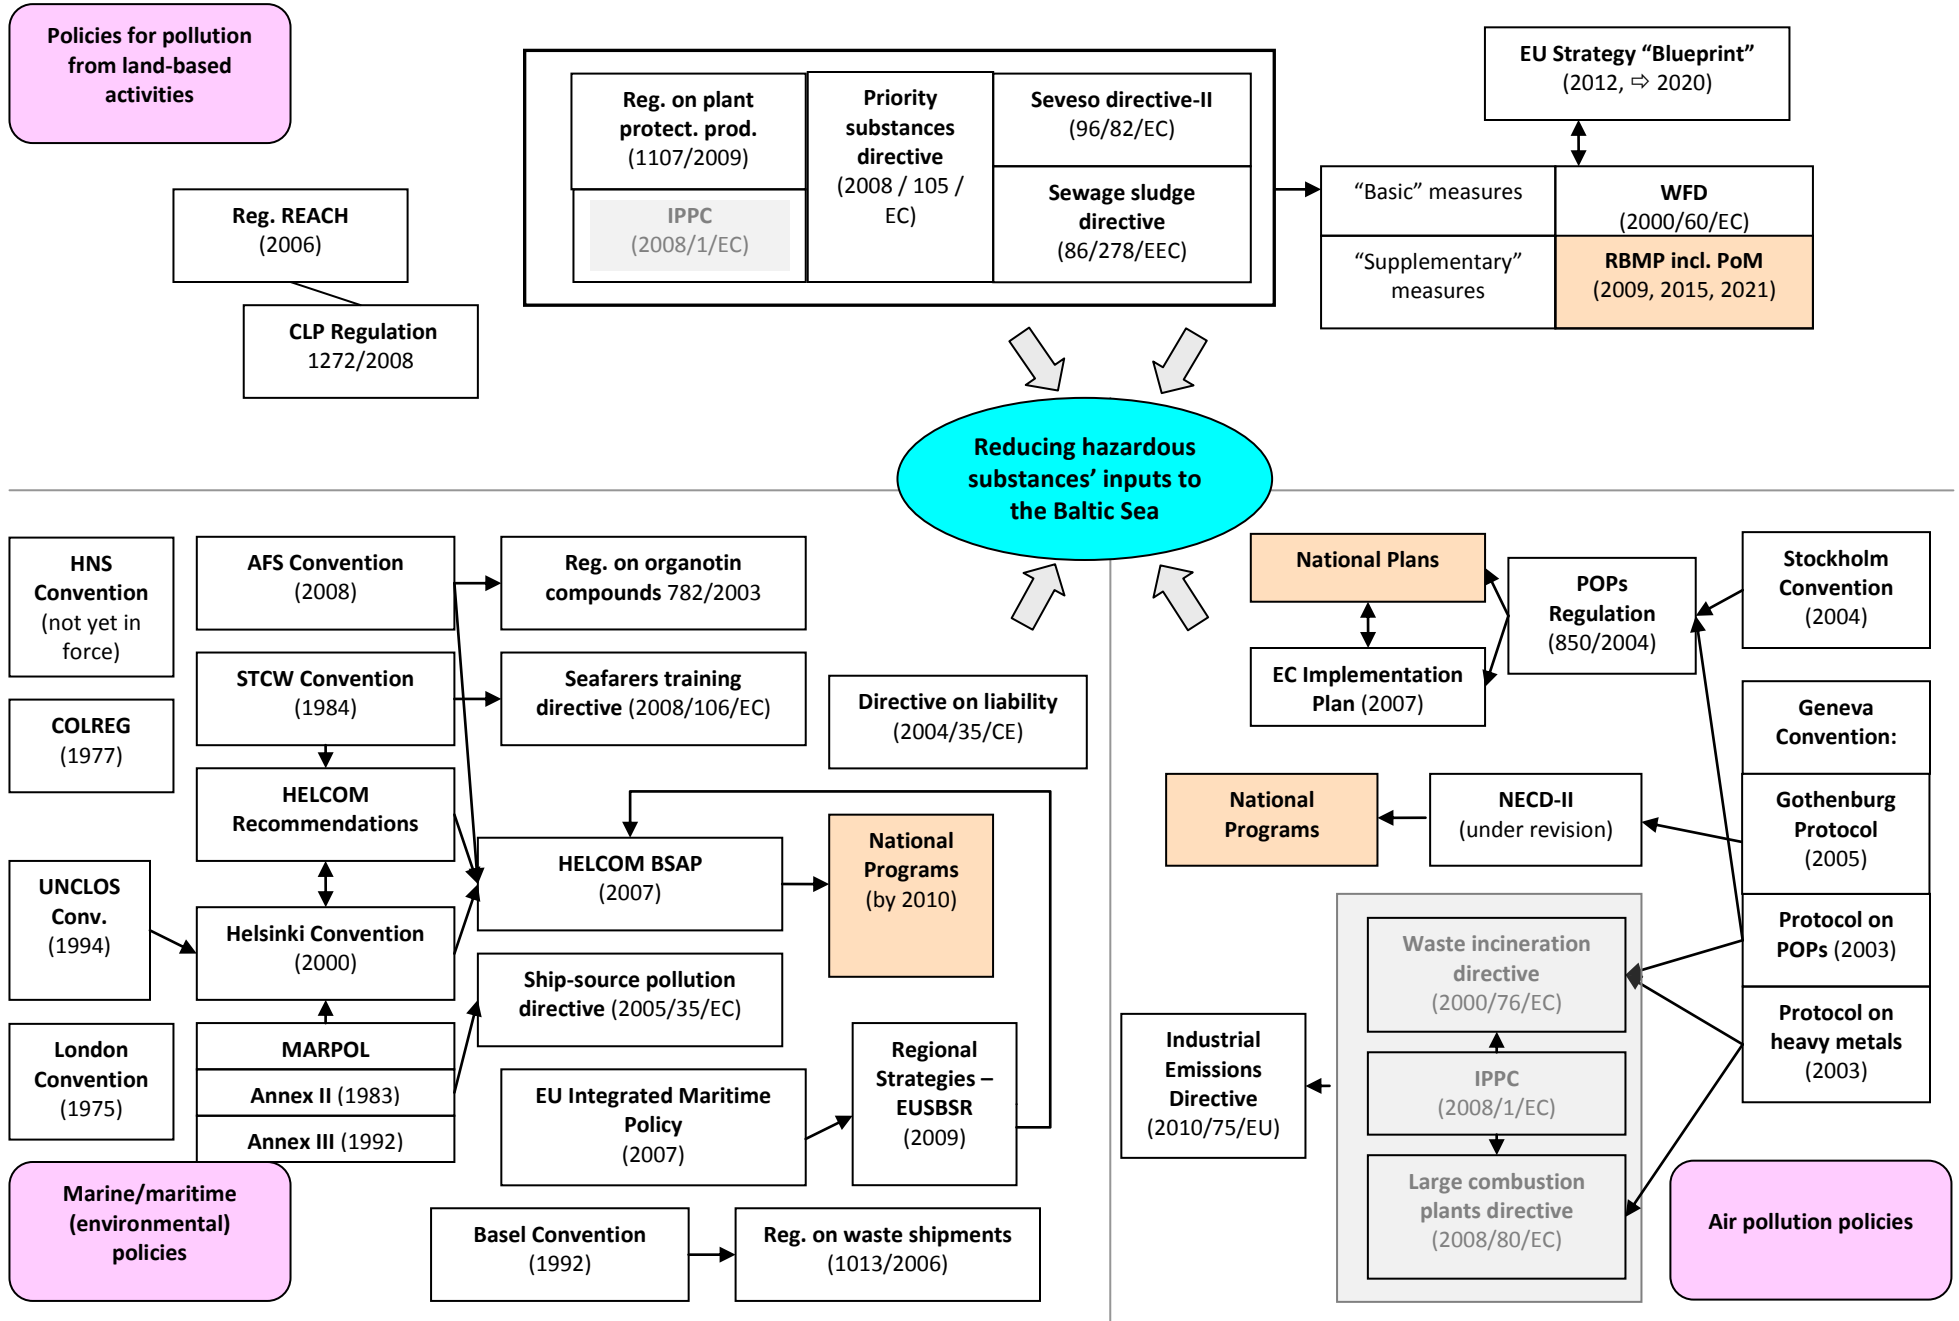 Policies for pollution
from land-based
activities
Reg. on plant
protect. prod.
(1107/2009)
IPPC
(2008/1/EC)
Priority
substances
directive
(2008 / 105 /
EC)
Seveso directive-II
(96/82/EC)
Sewage sludge
directive
(86/278/EEC)
EU Strategy “Blueprint”
(2012, ⇨ 2020)
“Basic” measures
WFD
(2000/60/EC)
“Supplementary”
measures
RBMP incl. PoM
(2009, 2015, 2021)
Reg. REACH
(2006)
CLP Regulation
1272/2008
Reducing hazardous
substances’ inputs to
the Baltic Sea
HNS
Convention
(not yet in
force)
COLREG
(1977)
UNCLOS
Conv.
(1994)
London
Convention
(1975)
AFS Convention
(2008)
STCW Convention
(1984)
HELCOM
Recommendations
Helsinki Convention
(2000)
MARPOL
Annex II (1983)
Annex III (1992)
Reg. on organotin
compounds 782/2003
Seafarers training
directive (2008/106/EC)
Directive on liability
(2004/35/CE)
HELCOM BSAP
(2007)
National
Programs
(by 2010)
Ship-source pollution
directive (2005/35/EC)
EU Integrated Maritime
Policy
(2007)
Regional
Strategies –
EUSBSR
(2009)
Basel Convention
(1992)
Reg. on waste shipments
(1013/2006)
Marine/maritime
(environmental)
policies
National Plans
EC Implementation
Plan (2007)
POPs
Regulation
(850/2004)
Stockholm
Convention
(2004)
Geneva
Convention:
Gothenburg
Protocol
(2005)
Protocol on
POPs (2003)
Protocol on
heavy metals
(2003)
National
Programs
NECD-II
(under revision)
Waste incineration
directive
(2000/76/EC)
IPPC
(2008/1/EC)
Large combustion
plants directive
(2008/80/EC)
Industrial
Emissions
Directive
(2010/75/EU)
Air pollution policies